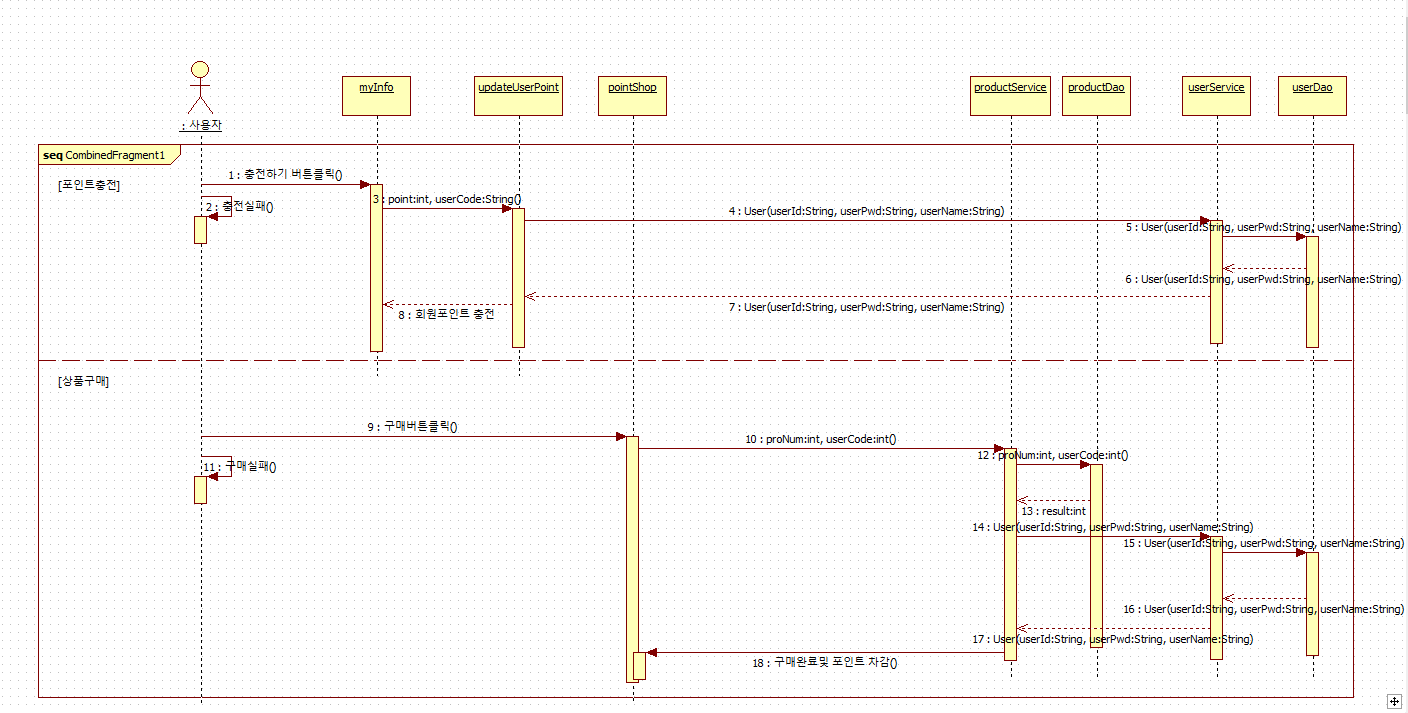 myInfo
updateUserPoint
pointShop
productService
productDao
userService
userDao
: 사용자
seq CombinedFragment1
[포인트충전]
1 : 충전하기 버튼클릭()
2 : 충전실패()
3 : point:int, userCode:String()
4 : User(userId:String, userPwd:String, userName:String)
5 : User(userId:String, userPwd:String, userName:String)
6 : User(userId:String, userPwd:String, userName:String)
7 : User(userId:String, userPwd:String, userName:String)
8 : 회원포인트 충전
[상품구매]
9 : 구매버튼클릭()
10 : proNum:int, userCode:int()
11 : 구매실패()
12 : proNum:int, userCode:int()
13 : result:int
14 : User(userId:String, userPwd:String, userName:String)
15 : User(userId:String, userPwd:String, userName:String)
16 : User(userId:String, userPwd:String, userName:String)
17 : User(userId:String, userPwd:String, userName:String)
18 : 구매완료및 포인트 차감()